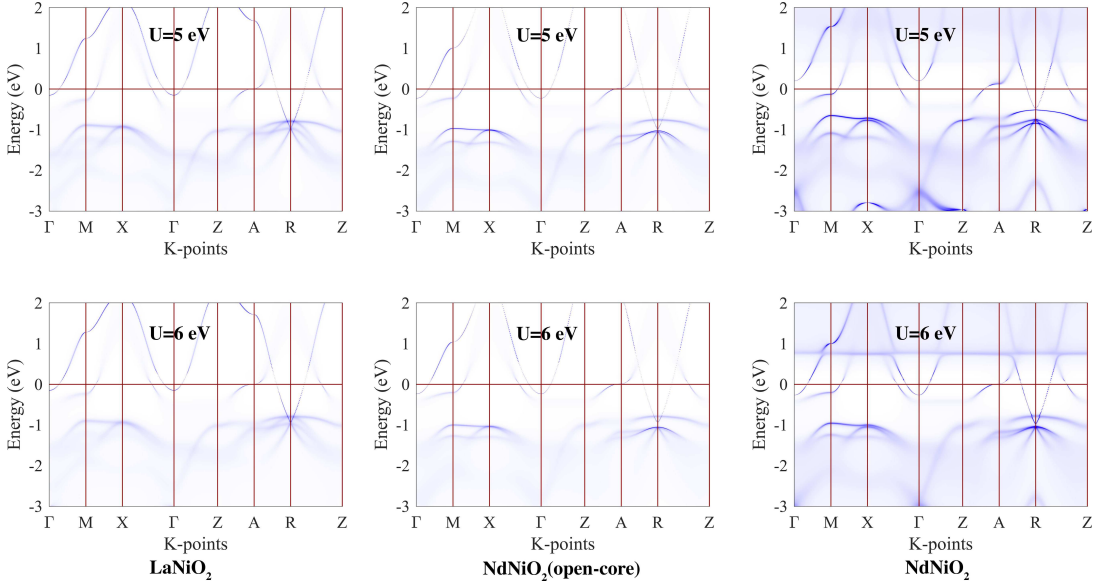 2
1
0
-1
-2
-3
Energy (eV)
U=5 eV
Γ M X Γ Z A R Z
K-points
2
1
0
-1
-2
-3
Energy (eV)
U=5 eV
Γ M X Γ Z A R Z
K-points
2
1
0
-1
-2
-3
Energy (eV)
U=5 eV
Γ M X Γ Z A R Z
K-points
2
1
0
-1
-2
-3
Energy (eV)
U=6 eV
Γ M X Γ Z A R Z
K-points
LaNiO₂
2
1
0
-1
-2
-3
Energy (eV)
U=6 eV
Γ M X Γ Z A R Z
K-points
NdNiO₂(open-core)
2
1
0
-1
-2
-3
Energy (eV)
U=6 eV
Γ M X Γ Z A R Z
K-points
NdNiO₂